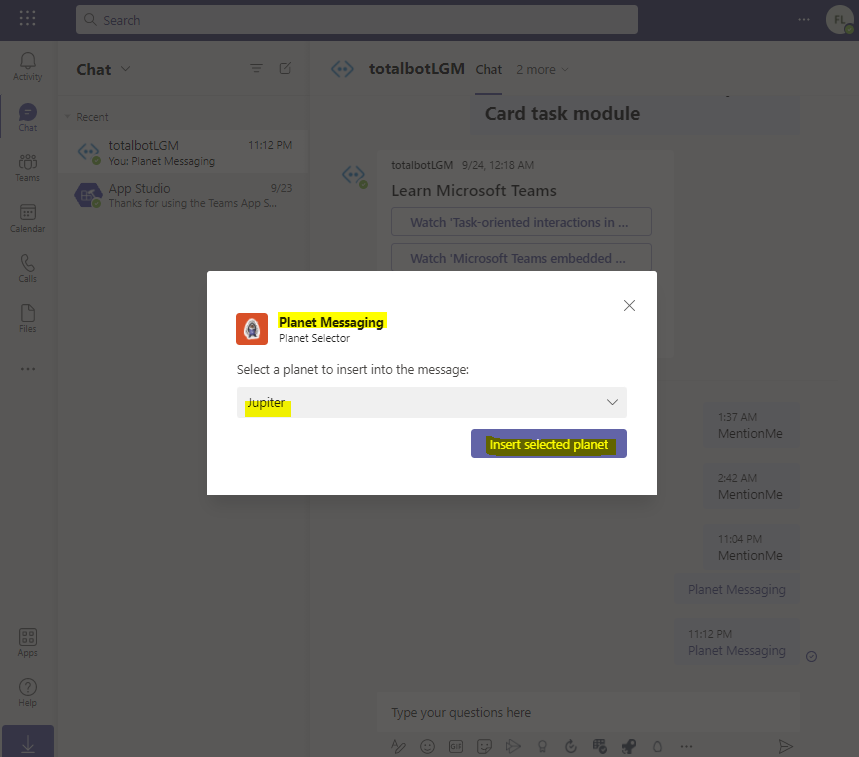 Search
FL
Activity
Chat
Teams
Calendar
Calls
Files
Apps
Help
Chat
Recent
totalbotLGM 11:12 PM
You: Planet Messaging
App Studio 9/23
Thanks for using the Teams App S...
totalbotLGM Chat 2 more
Card task module
totalbotLGM 9/24, 12:18 AM
Learn Microsoft Teams
Watch 'Task-oriented interactions in ...
Watch 'Microsoft Teams embedded ...
Planet Messaging
Planet Selector
Select a planet to insert into the message:
Jupiter
Insert selected planet
1:37 AM
MentionMe
2:42 AM
MentionMe
11:04 PM
MentionMe
Planet Messaging
11:12 PM
Planet Messaging
Type your questions here
GIF